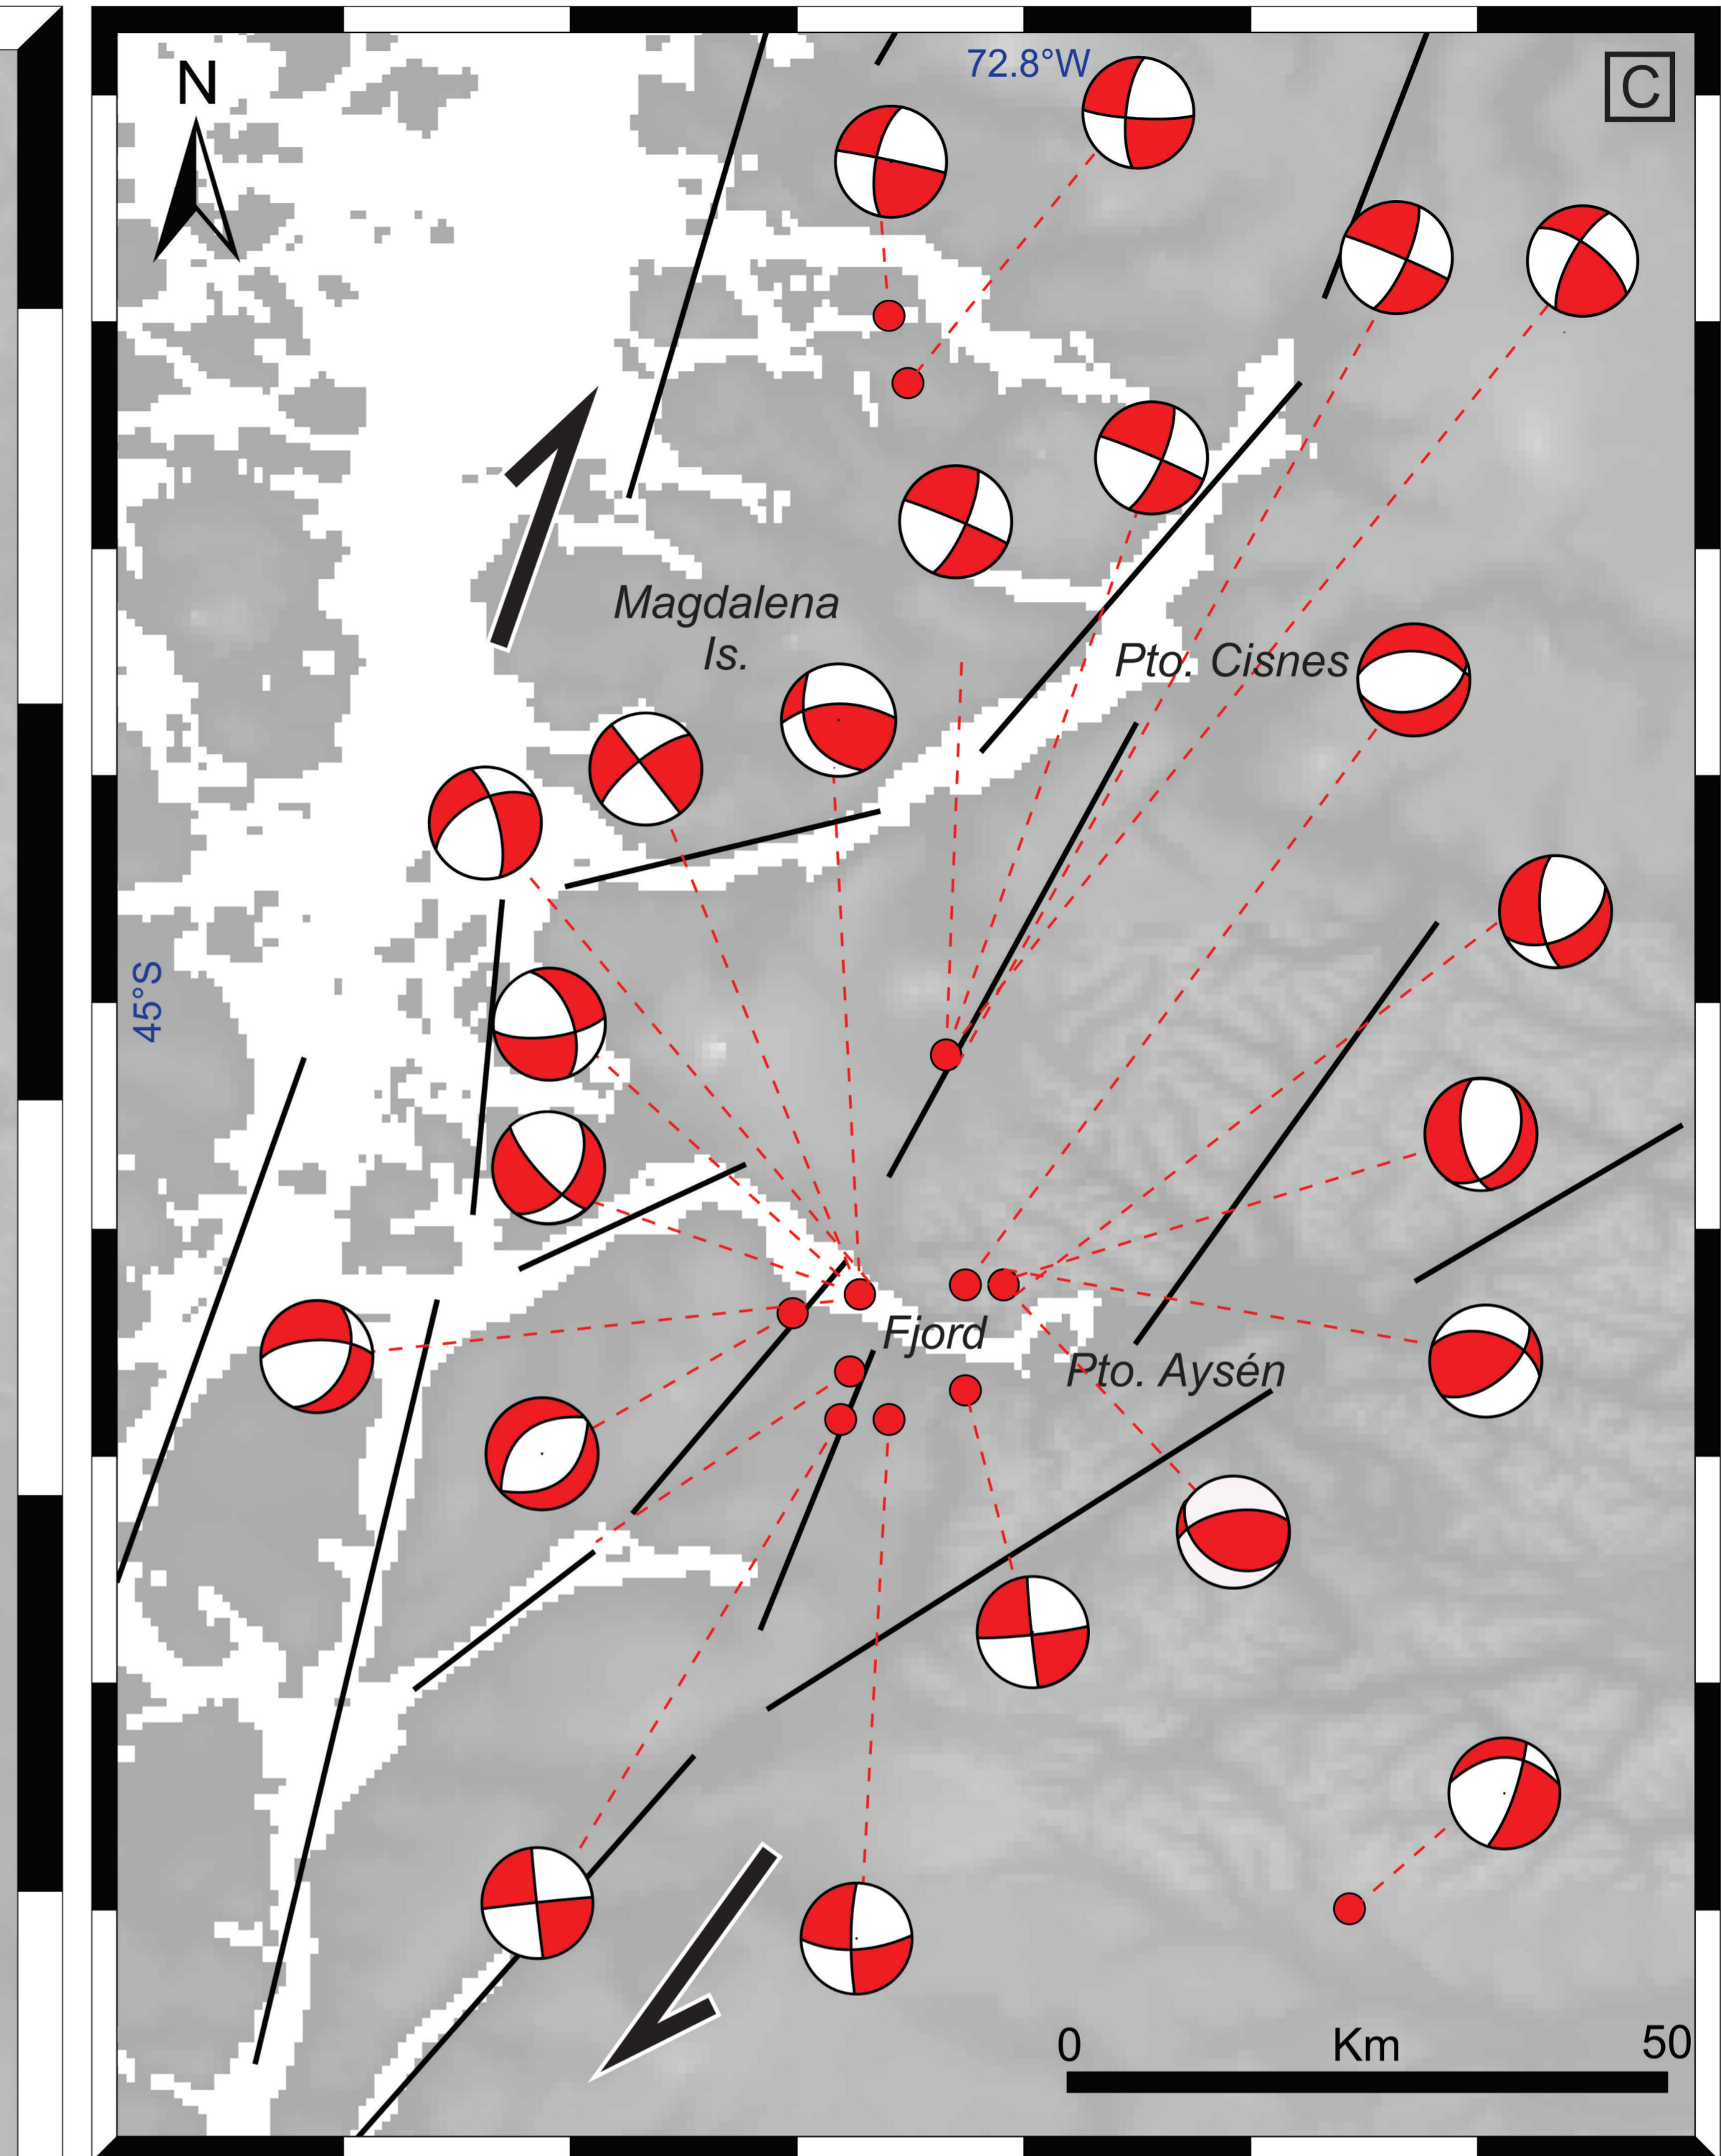 N
72.8°W
C
Magdalena
Is.
Pto. Cisnes
45°S
Fjord
Pto. Aysén
0 Km 50